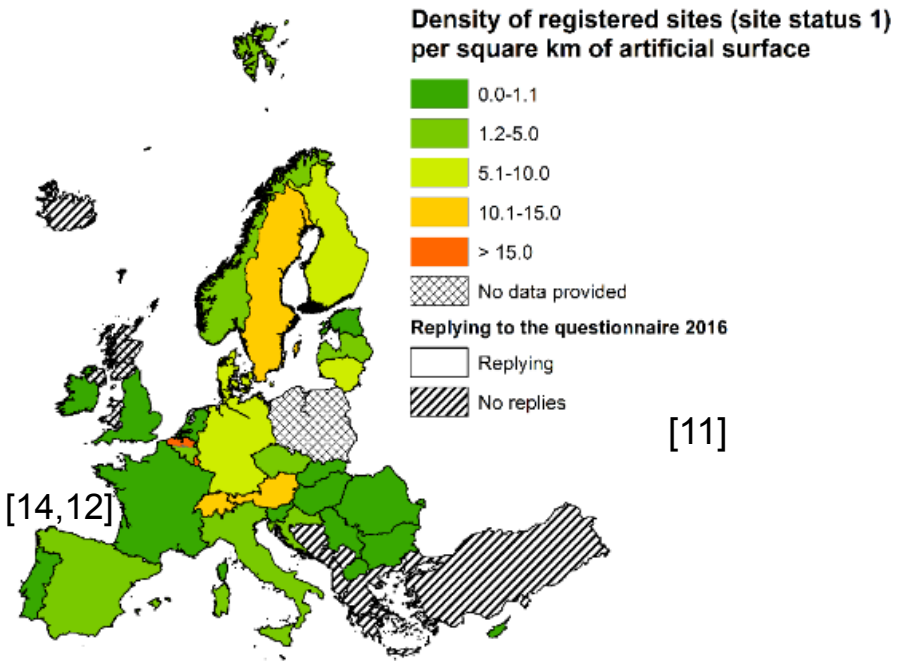 Density of registered sites (site status 1)
per square km of artificial surface
0.0-1.1
1.2-5.0
5.1-10.0
10.1-15.0
> 15.0
No data provided
Replying to the questionnaire 2016
Replying
No replies
[11]
[14,12]